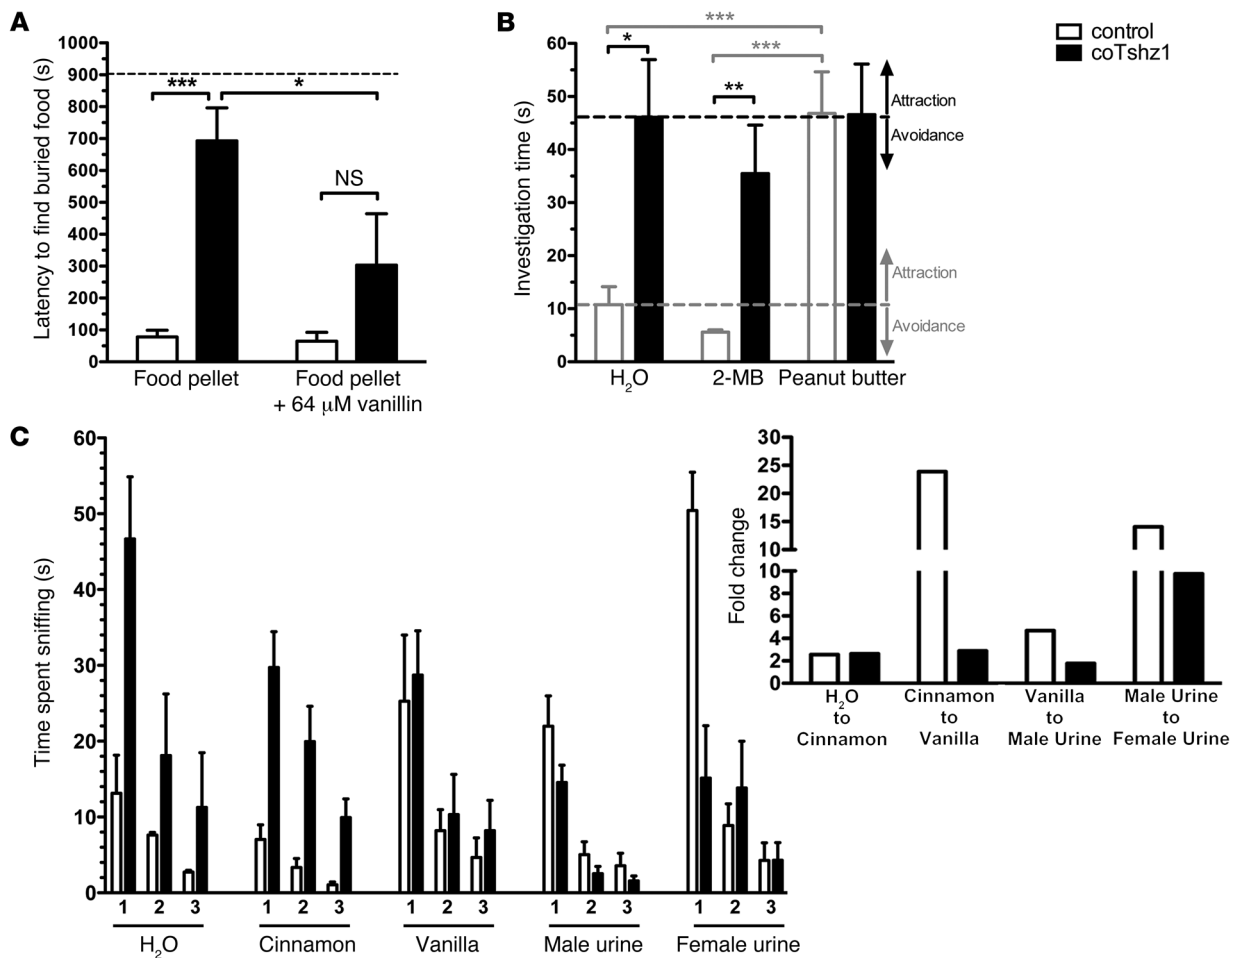 A
Latency to find buried food (s)
1000
900
800
700
600
500
400
300
200
100
0
***
*
NS
Food pellet
Food pellet
+ 64 μM vanillin
B
Investigation time (s)
60
50
40
30
20
10
0
***
*
***
**
Attraction
Avoidance
Attraction
Avoidance
H₂O
2-MB
Peanut butter
control
coTshz1
C
Time spent sniffing (s)
60
50
40
30
20
10
0
1 2 3
1 2 3
1 2 3
1 2 3
1 2 3
H₂O
Cinnamon
Vanilla
Male urine
Female urine
Fold change
30
25
20
15
10
10
8
6
4
2
0
H₂O
to
Cinnamon
Cinnamon
to
Vanilla
Vanilla
to
Male Urine
Male Urine
to
Female Urine